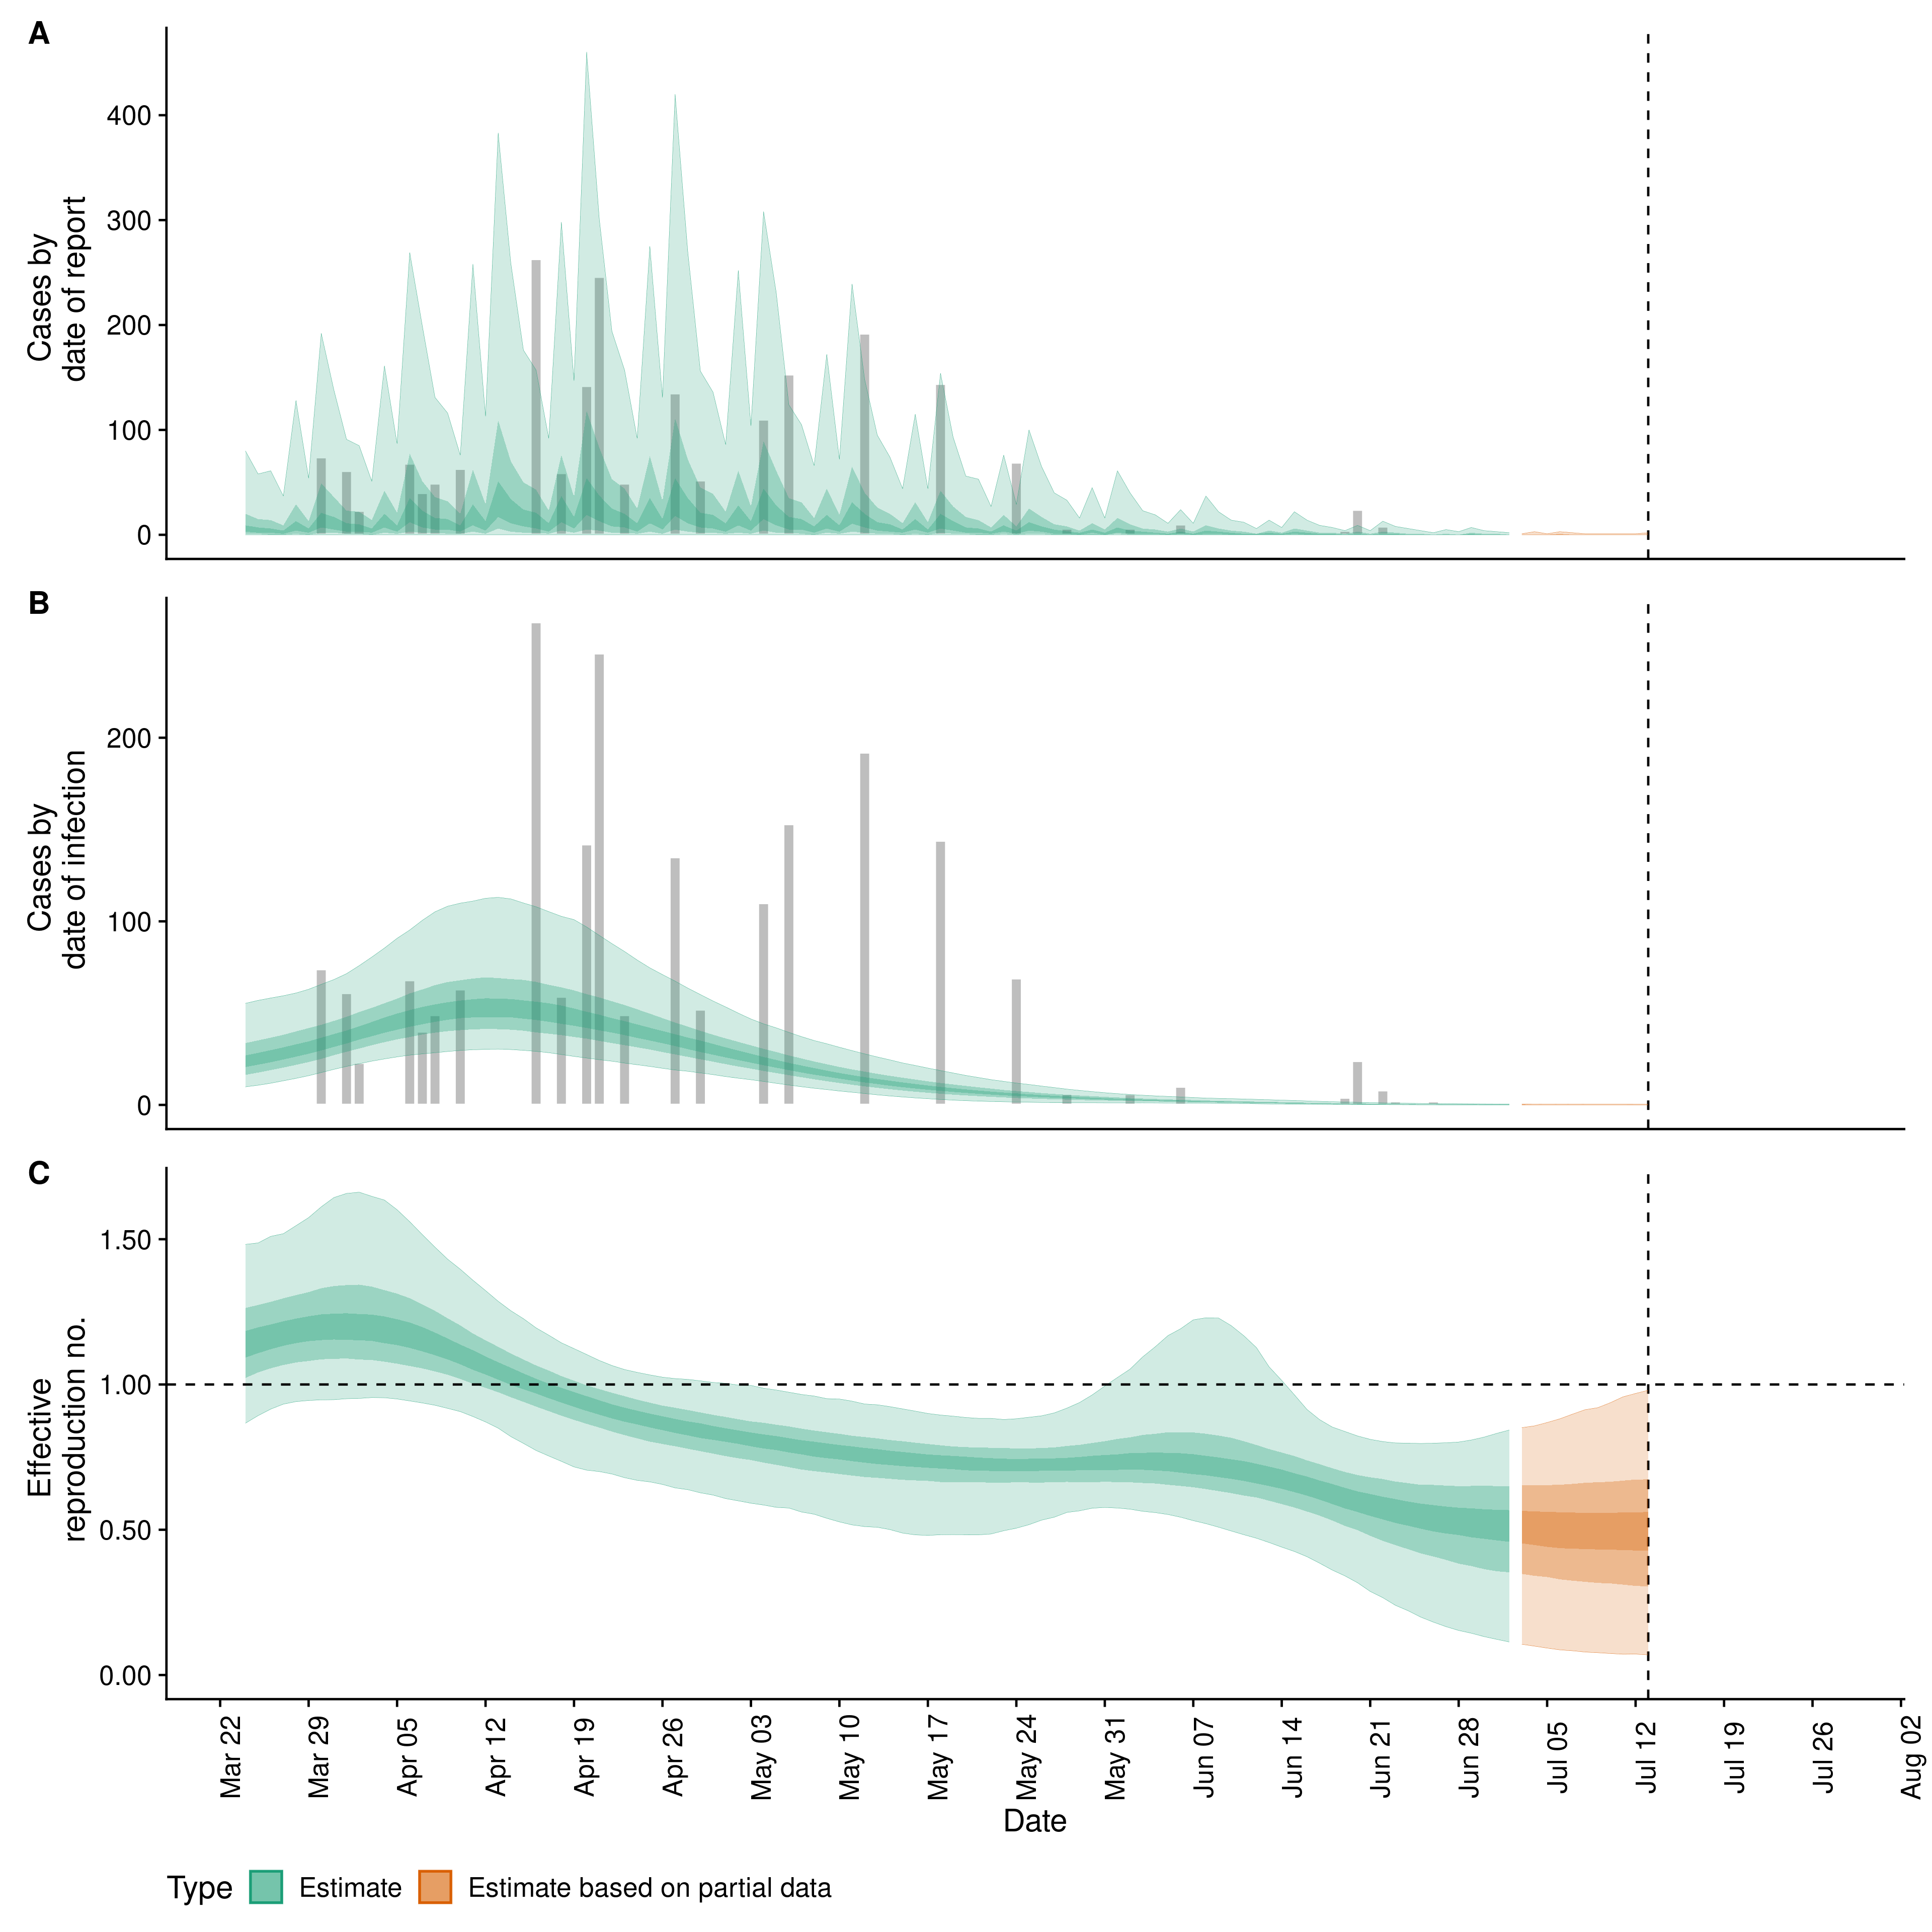 A
Cases by
date of report
400
300
200
100
0
B
Cases by
date of infection
200
100
0
C
Effective
reproduction no.
1.50
1.00
0.50
0.00
Mar 22
Mar 29
Apr 05
Apr 12
Apr 19
Apr 26
May 03
May 10
May 17
May 24
May 31
Jun 07
Jun 14
Jun 21
Jun 28
Jul 05
Jul 12
Jul 19
Jul 26
Aug 02
Date
Type Estimate Estimate based on partial data